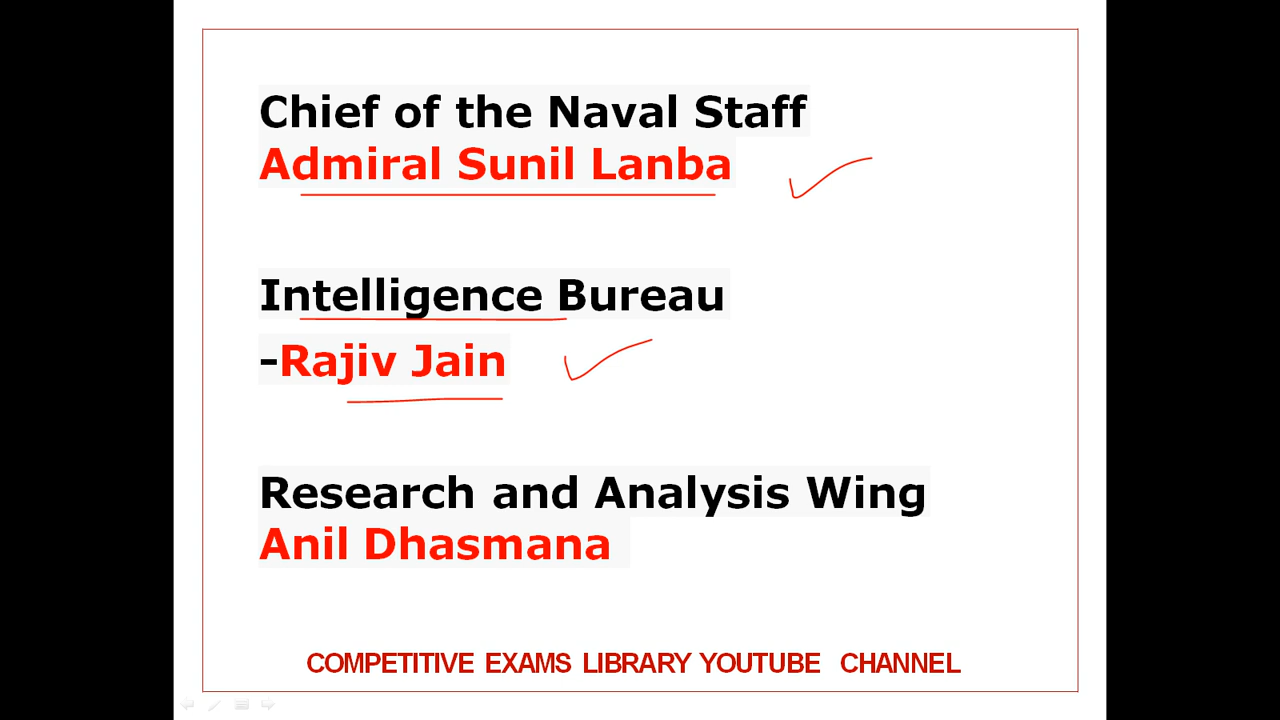 Chief of the Naval Staff
Admiral Sunil Lanba
Intelligence Bureau
-Rajiv Jain
Research and Analysis Wing
Anil Dhasmana
COMPETITIVE EXAMS LIBRARY YOUTUBE CHANNEL